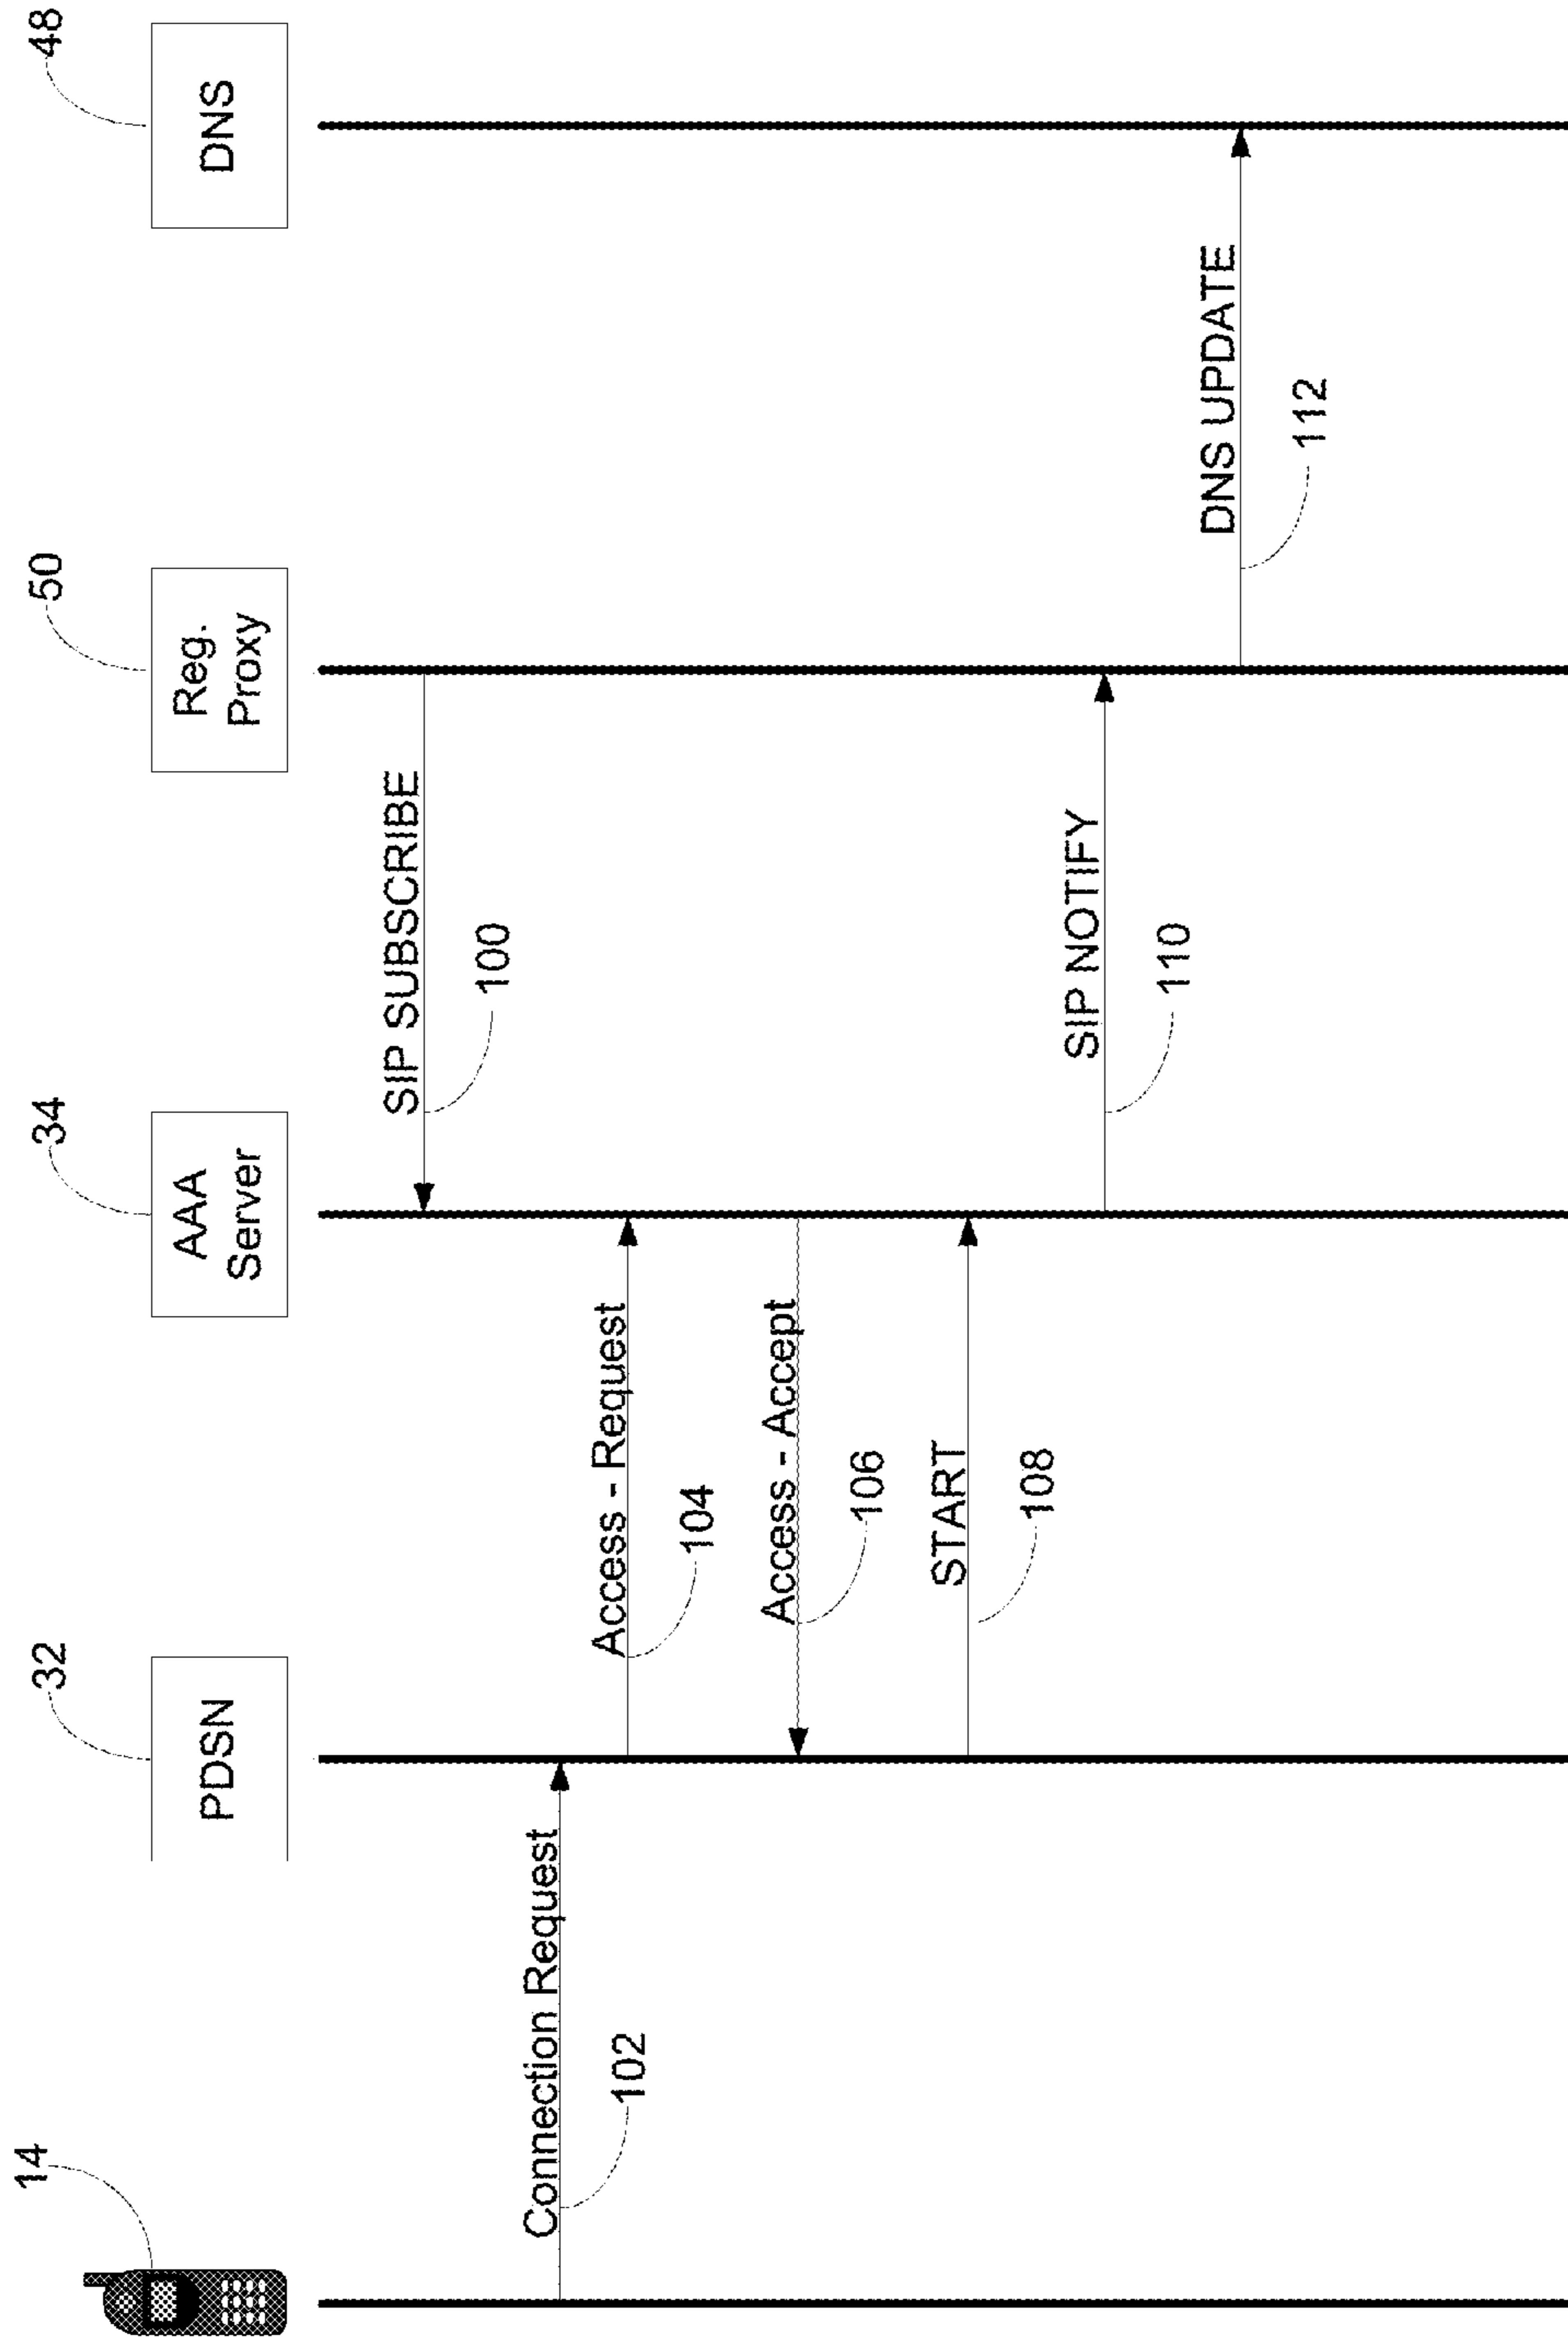 14
32
34
50
48
PDSN
AAA
Server
Reg.
Proxy
DNS
SIP SUBSCRIBE
100
Connection Request
102
Access - Request
104
Access - Accept
106
START
108
SIP NOTIFY
110
DNS UPDATE
112